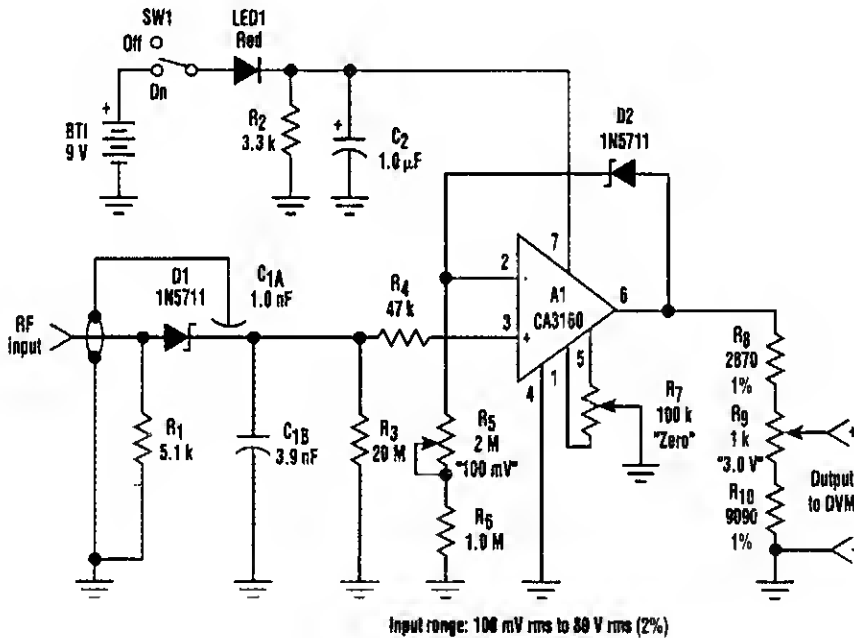 SW1
Off
On
LED1
Red
BT1
9 V
+
R2
3.3 k
+
C2
1.0 µF
D2
1N5711
RF
input
D1
1N5711
C1A
1.0 nF
R4
47 k
2
-
3
+
7
A1
CA3160
6
4
1
5
R1
5.1 k
C1B
3.9 nF
R3
20 M
R5
2 M
"100 mV"
R6
1.0 M
R7
100 k
"Zero"
R8
2870
1%
R9
1 k
"3.0 V"
R10
9090
1%
+
Output
to DVM
-
Input range: 100 mV rms to 80 V rms (2%)